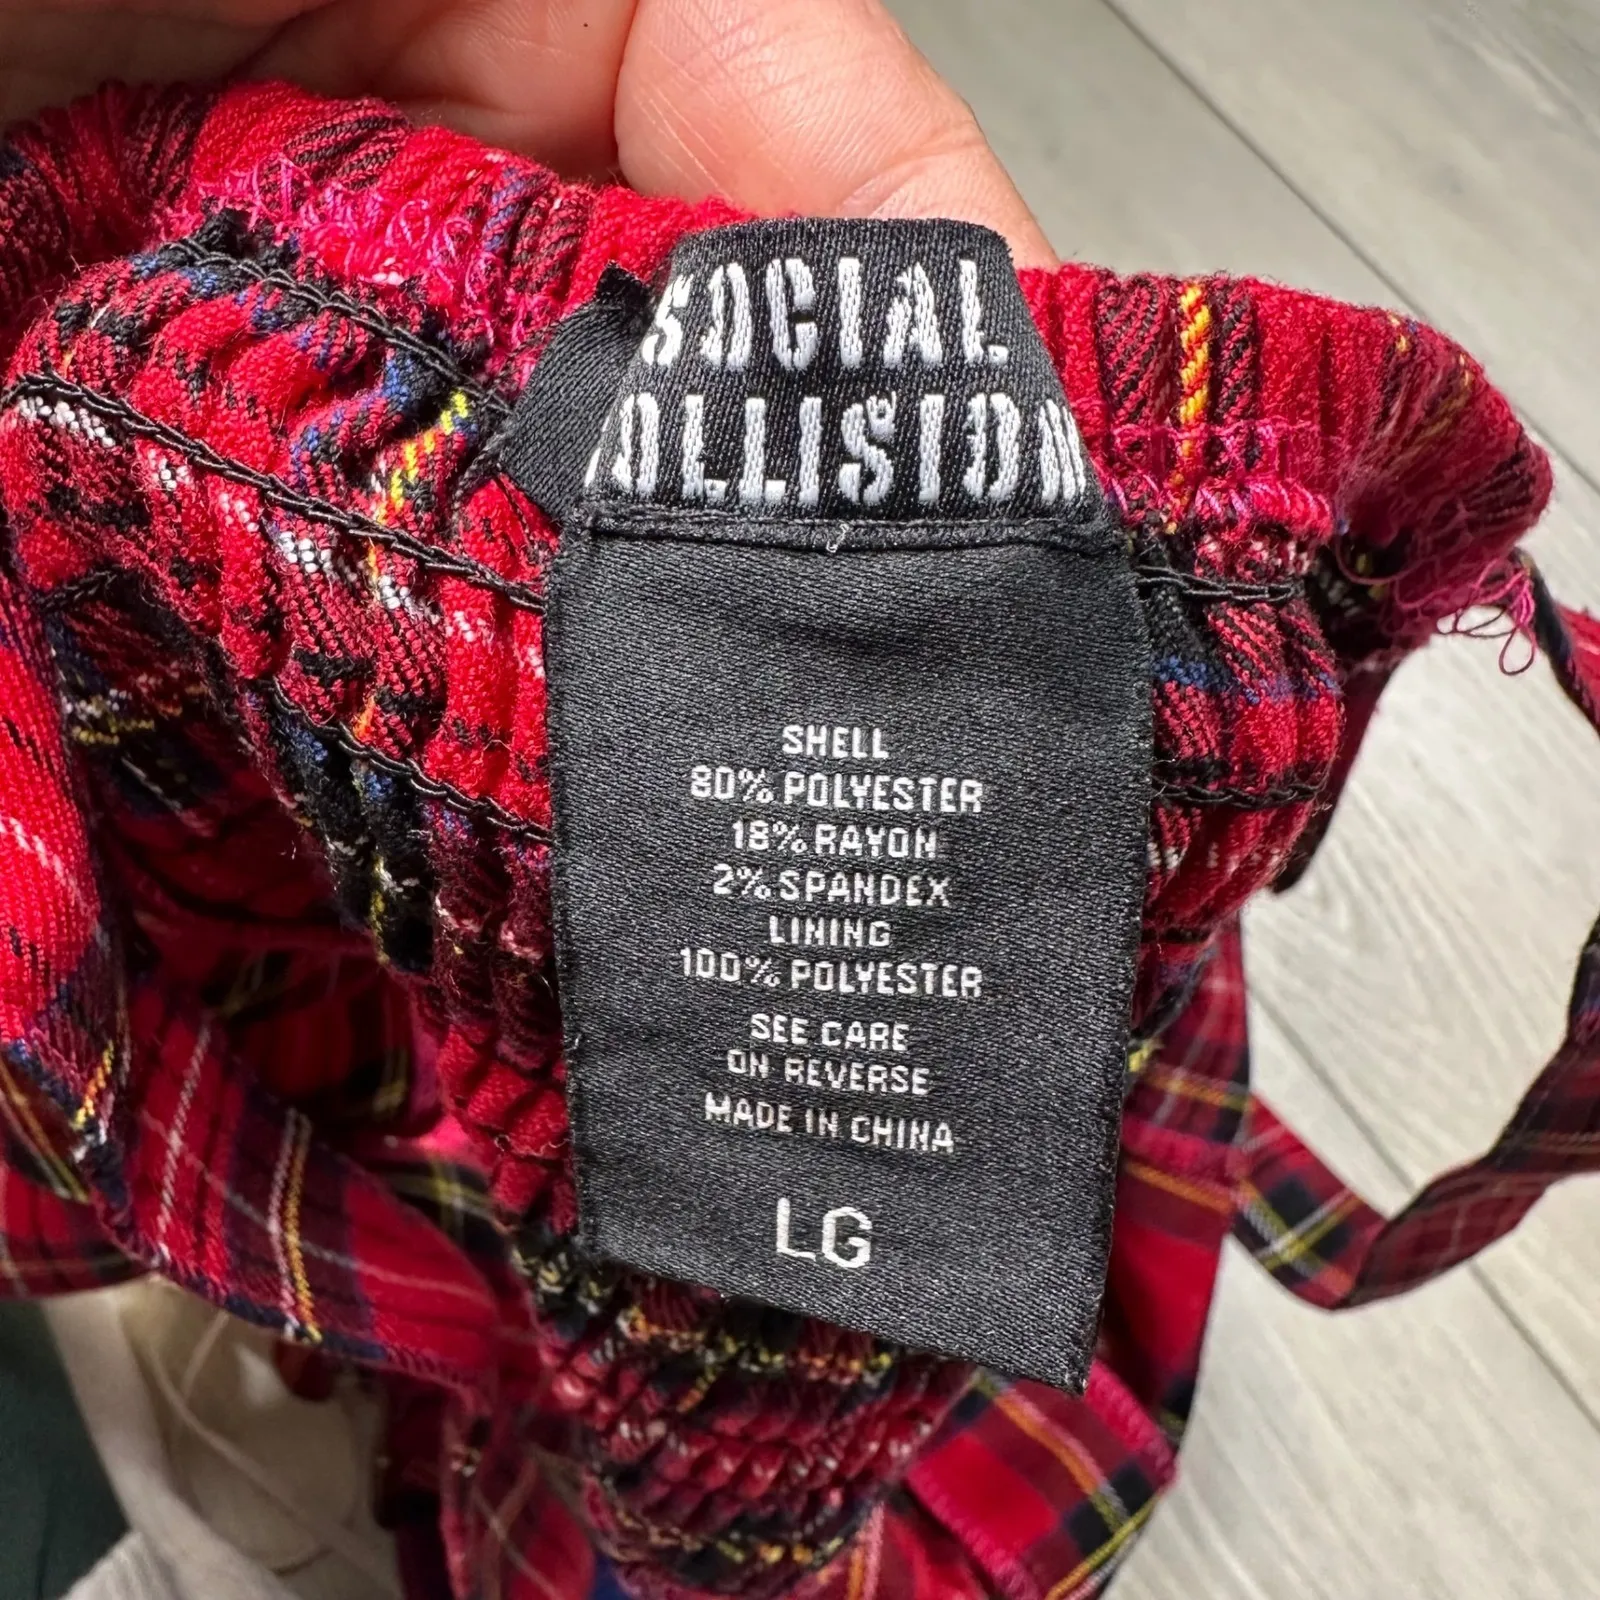 SOCIAL
COLLISION
SHELL
80% POLYESTER
18% RAYON
2% SPANDEX
LINING
100% POLYESTER
SEE CARE
ON REVERSE
MADE IN CHINA
LG